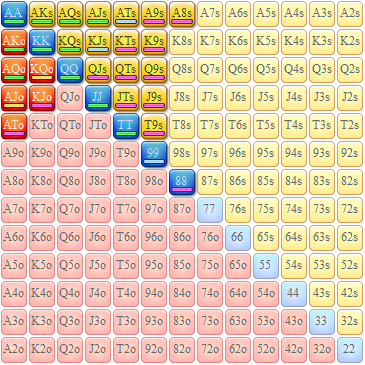 AA AKs AQs AJs ATs A9s A8s A7s A6s A5s A4s A3s A2s
AKo KK KQs KJs KTs K9s K8s K7s K6s K5s K4s K3s K2s
AQo KQo QQ QJs QTs Q9s Q8s Q7s Q6s Q5s Q4s Q3s Q2s
AJo KJo QJo JJ JTs J9s J8s J7s J6s J5s J4s J3s J2s
ATo KTo QTo JTo TT T9s T8s T7s T6s T5s T4s T3s T2s
A9o K9o Q9o J9o T9o 99 98s 97s 96s 95s 94s 93s 92s
A8o K8o Q8o J8o T8o 98o 88 87s 86s 85s 84s 83s 82s
A7o K7o Q7o J7o T7o 97o 87o 77 76s 75s 74s 73s 72s
A6o K6o Q6o J6o T6o 96o 86o 76o 66 65s 64s 63s 62s
A5o K5o Q5o J5o T5o 95o 85o 75o 65o 55 54s 53s 52s
A4o K4o Q4o J4o T4o 94o 84o 74o 64o 54o 44 43s 42s
A3o K3o Q3o J3o T3o 93o 83o 73o 63o 53o 43o 33 32s
A2o K2o Q2o J2o T2o 92o 82o 72o 62o 52o 42o 32o 22